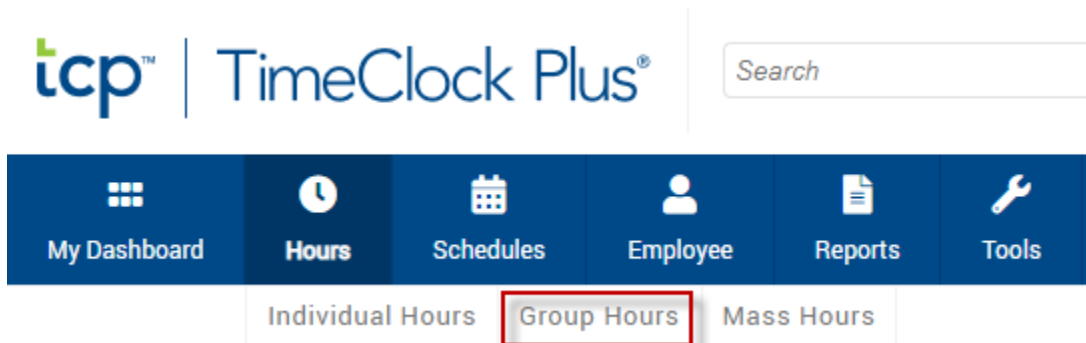 tcp™ | TimeClock Plus®
Search
My Dashboard Hours Schedules Employee Reports Tools
Individual Hours Group Hours Mass Hours